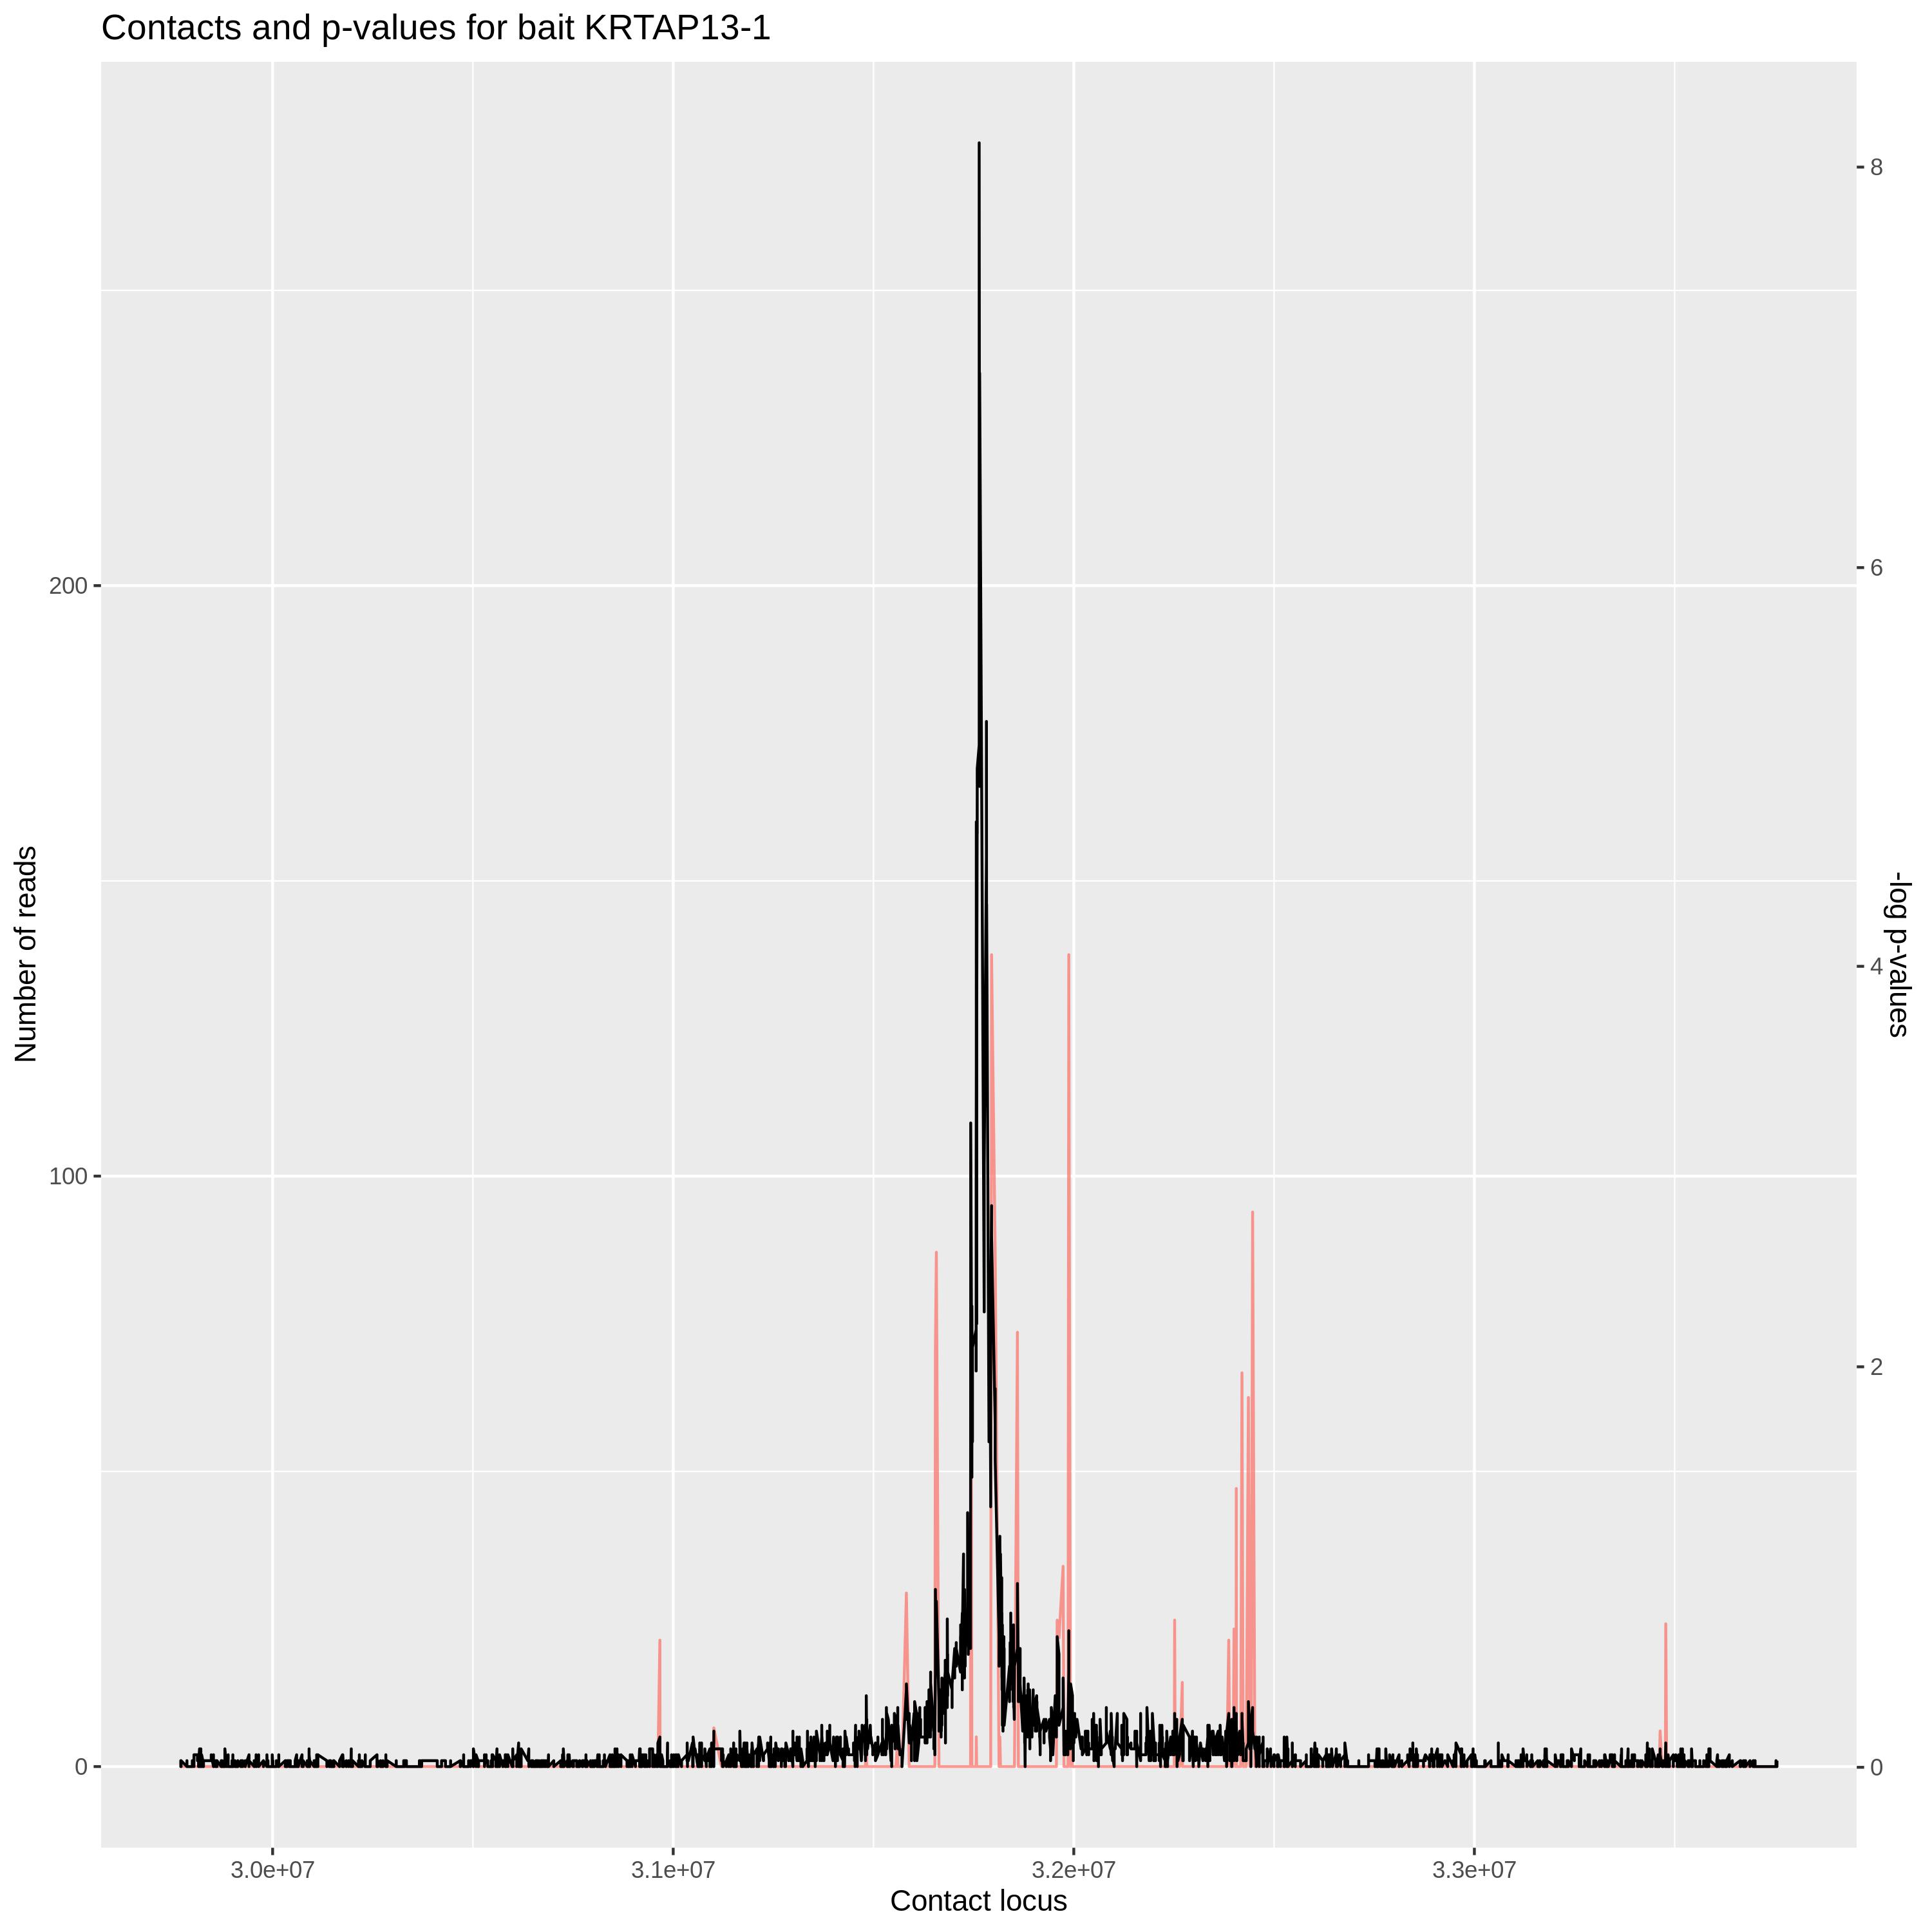 Contacts and p-values for bait KRTAP13-1
Number of reads
200
100
0
8
6
4
2
0
-log p-values
3.0e+07
3.1e+07
3.2e+07
3.3e+07
Contact locus